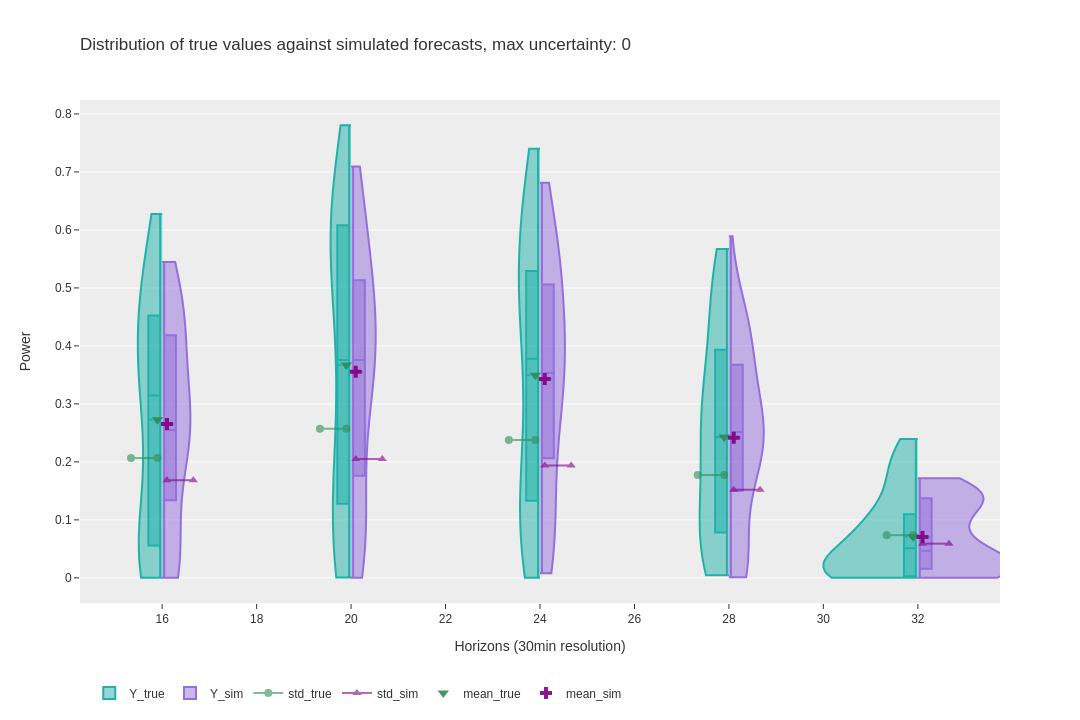 Distribution of true values against simulated forecasts, max uncertainty: 0
0.8
0.7
0.6
0.5
0.4
0.3
0.2
0.1
0
Power
16 18 20 22 24 26 28 30 32
Horizons (30min resolution)
Y_true Y_sim std_true std_sim mean_true mean_sim